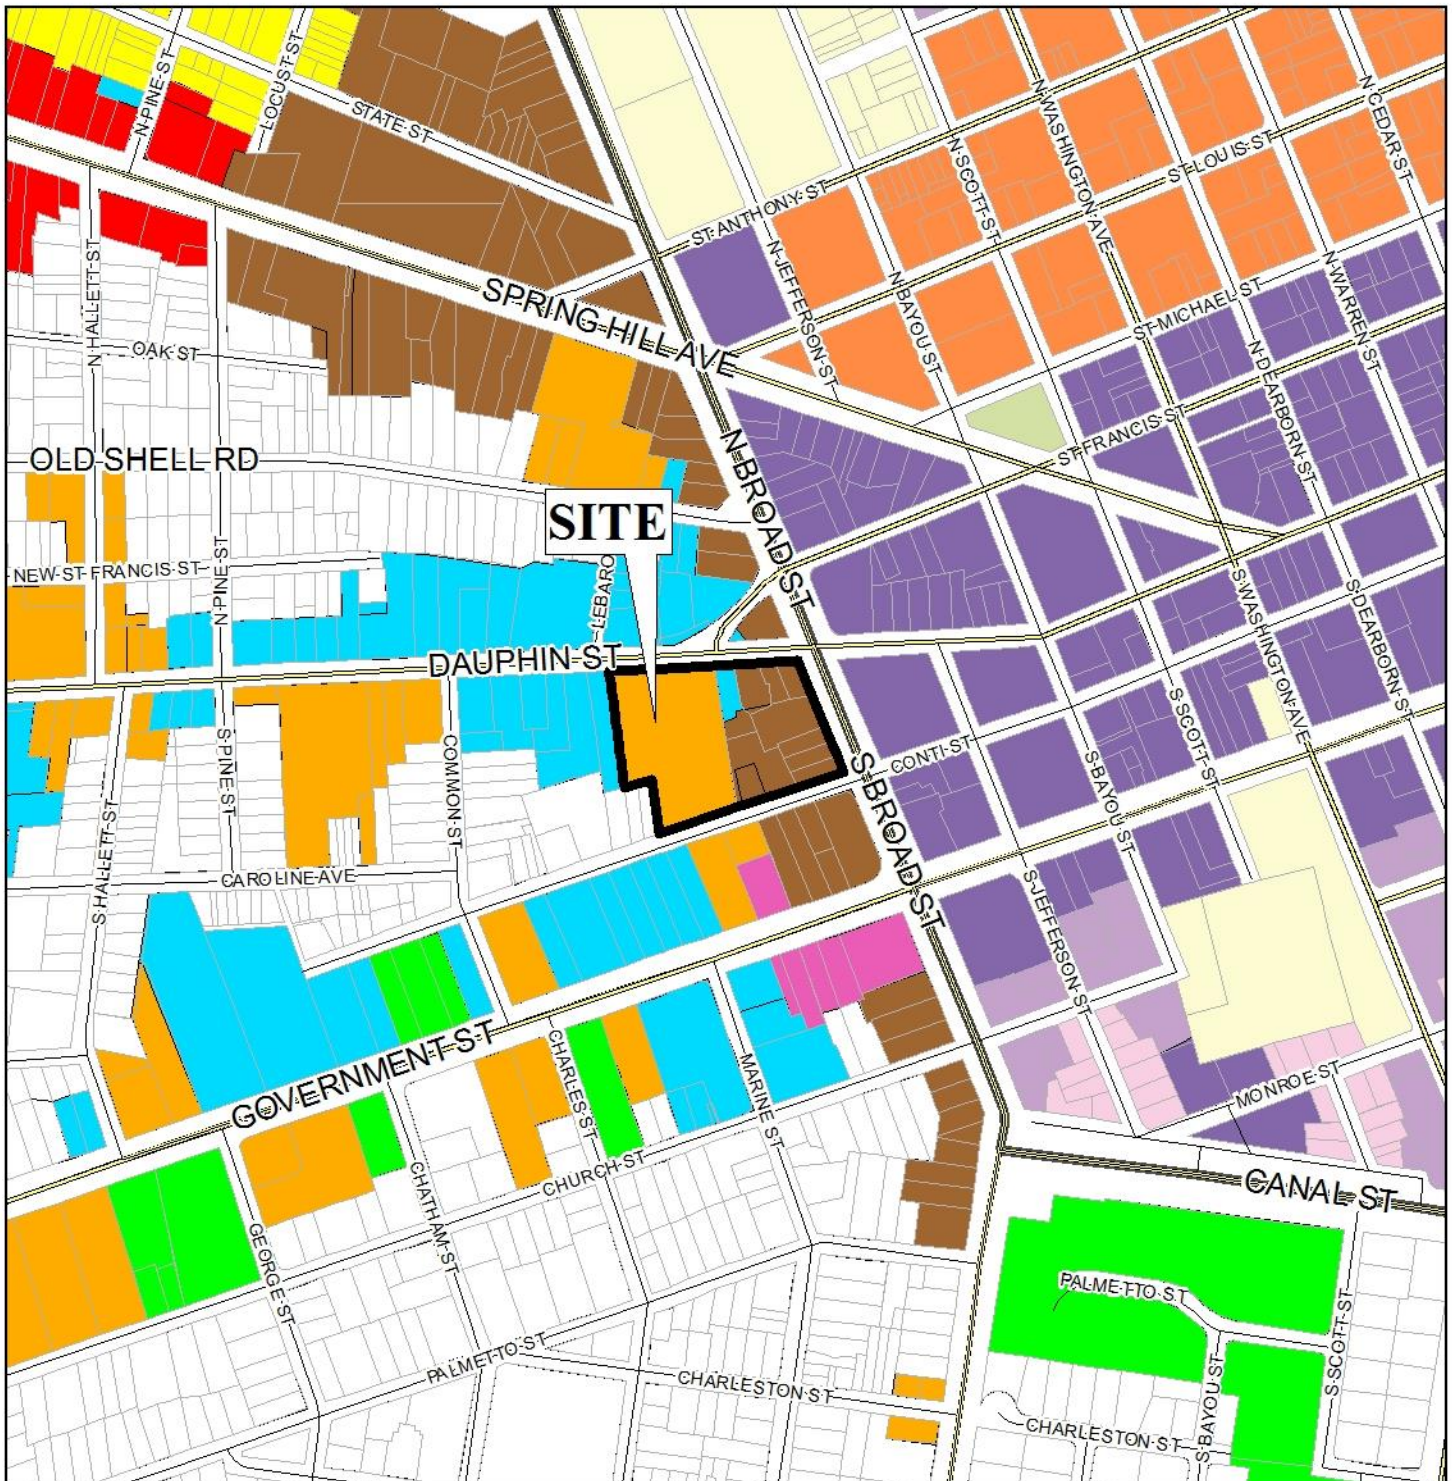 N PINE ST
LOCUST ST
STATE ST
N WASHINGTON AVE
N CEDAR ST
ST LOUIS ST
N SCOTT ST
ST ANTHONY ST
N HALLETT ST
N JEFFERSON ST
N BAYOU ST
N WARREN ST
SPRING HILL AVE
ST MICHAEL ST
OAK ST
N DEARBORN ST
ST FRANCIS ST
OLD SHELL RD
N BROAD ST
SITE
N PINE ST
NEW ST FRANCIS ST
LEBARO
S WASHINGTON AVE
S DEARBORN ST
DAUPHIN ST
S SCOTT ST
S PINE ST
COMMON ST
CONTI ST
S BAYOU ST
S BROAD ST
S HALLETT ST
CAROLINE AVE
S JEFFERSON ST
GOVERNMENT ST
CHARLES ST
MARINE ST
MONROE ST
CHURCH ST
CHATHAM ST
CANAL ST
GEORGE ST
PALMETTO ST
S SCOTT ST
PALMETTO ST
CHARLESTON ST
S BAYOU ST
CHARLESTON ST